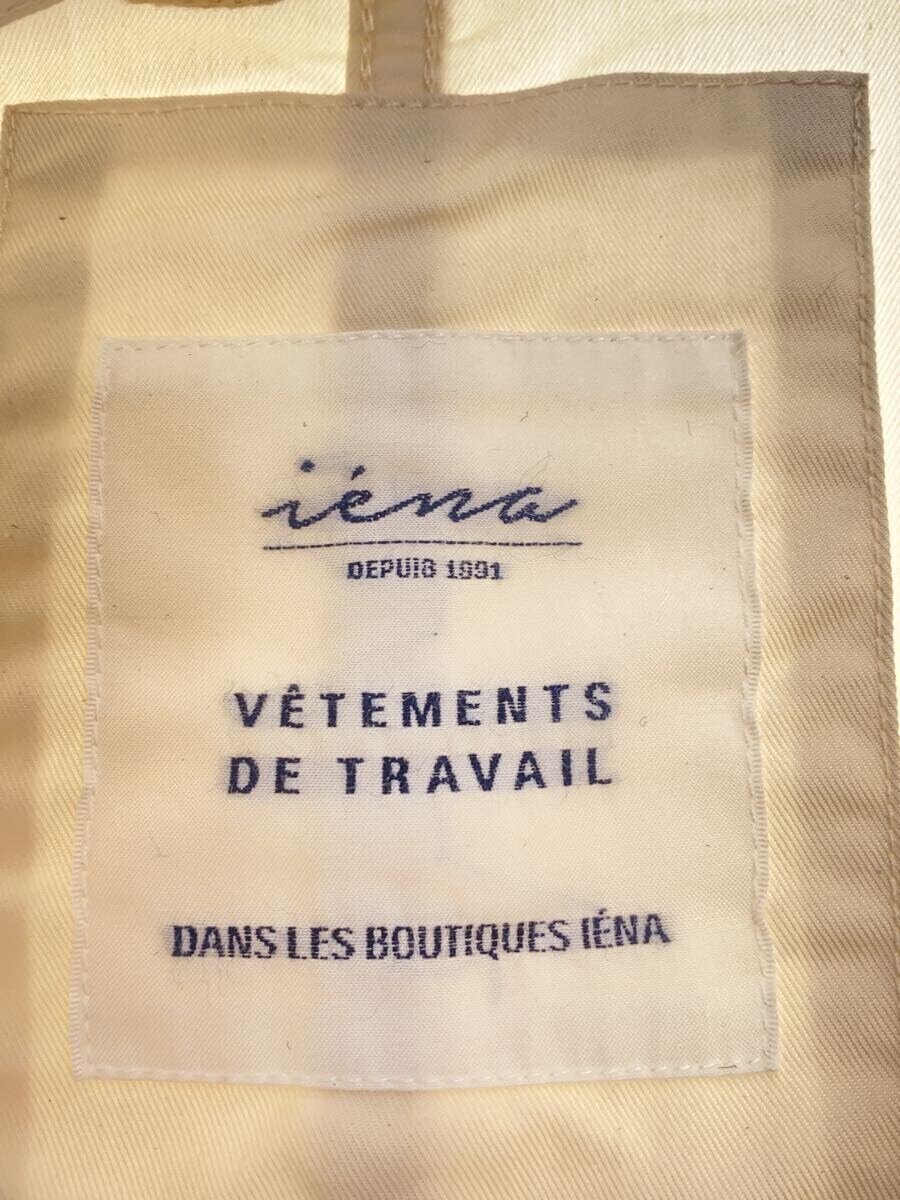 iéna
DEPUIS 1991
VÊTEMENTS
DE TRAVAIL
DANS LES BOUTIQUES IÉNA